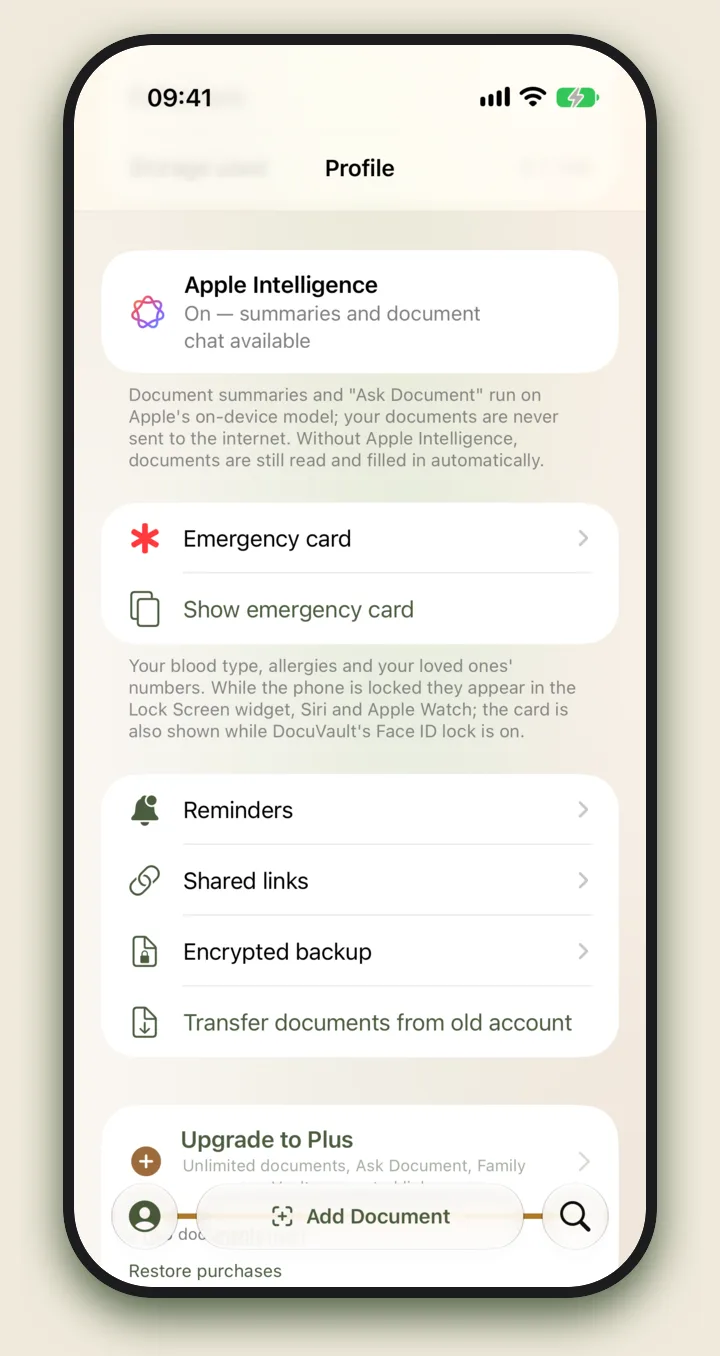 09:41
Profile
Apple Intelligence
On — summaries and document
chat available
Document summaries and "Ask Document" run on
Apple's on-device model; your documents are never
sent to the internet. Without Apple Intelligence,
documents are still read and filled in automatically.
Emergency card
Show emergency card
Your blood type, allergies and your loved ones'
numbers. While the phone is locked they appear in the
Lock Screen widget, Siri and Apple Watch; the card is
also shown while DocuVault's Face ID lock is on.
Reminders
Shared links
Encrypted backup
Transfer documents from old account
Upgrade to Plus
Unlimited documents, Ask Document, Family
Add Document
Restore purchases